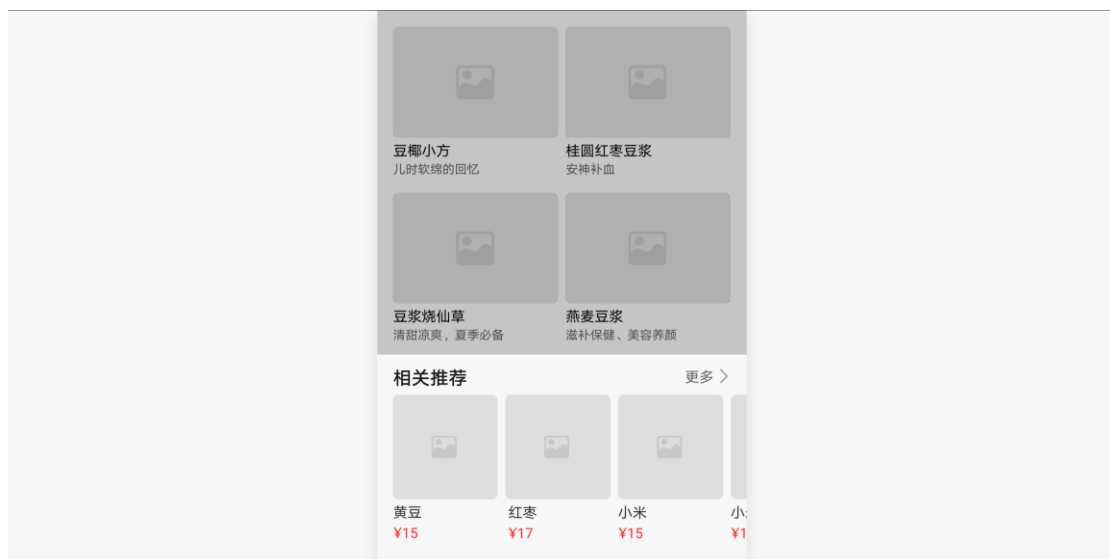 豆椰小方
儿时软绵的回忆
桂圆红枣豆浆
安神补血
豆浆烧仙草
清甜凉爽，夏季必备
燕麦豆浆
滋补保健、美容养颜
相关推荐
更多
黄豆
¥15
红枣
¥17
小米
¥15
小
¥1